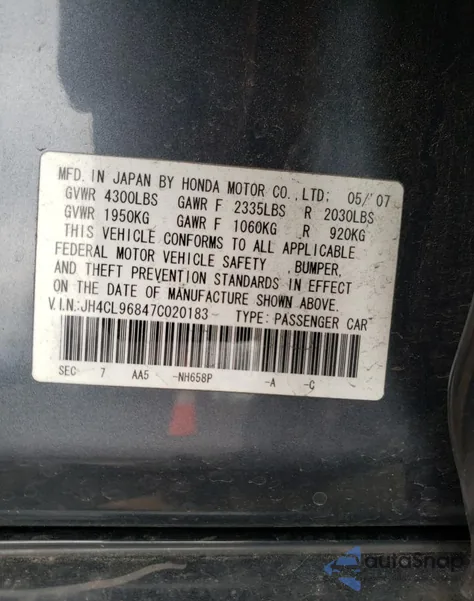 MFD. IN JAPAN BY HONDA MOTOR CO., LTD: 05/'07
GVWR 4300LBS GAWR F 2335LBS R 2030LBS
GVWR 1950KG GAWR F 1060KG R 920KG
THIS VEHICLE CONFORMS TO ALL APPLICABLE
FEDERAL MOTOR VEHICLE SAFETY ,BUMPER,
AND THEFT PREVENTION STANDARDS IN EFFECT
ON THE DATE OF MANUFACTURE SHOWN ABOVE.
V.I.N:JH4CL96847C020183 TYPE:PASSENGER CAR
SEC 7 AA5 -NH658P -A -C
autoSnap